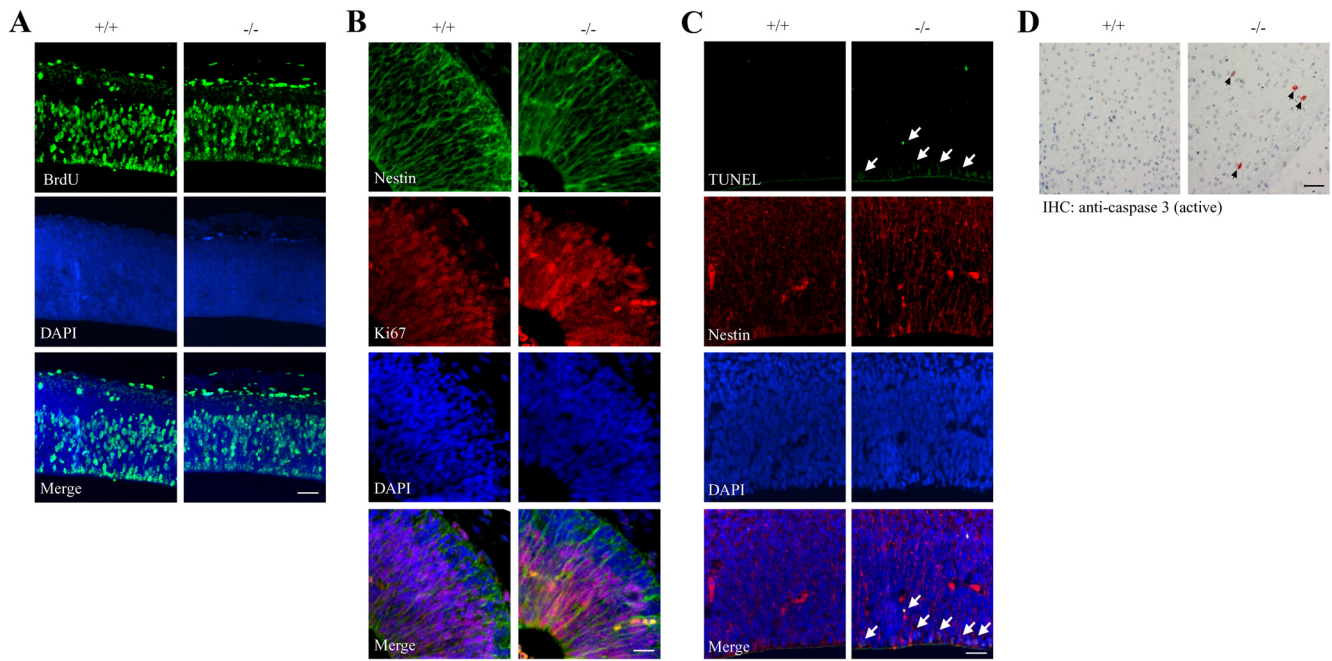 A
+/+
-/-
BrdU
DAPI
Merge
B
+/+
-/-
Nestin
Ki67
DAPI
Merge
C
+/+
-/-
TUNEL
Nestin
DAPI
Merge
D
+/+
-/-
IHC: anti-caspase 3 (active)